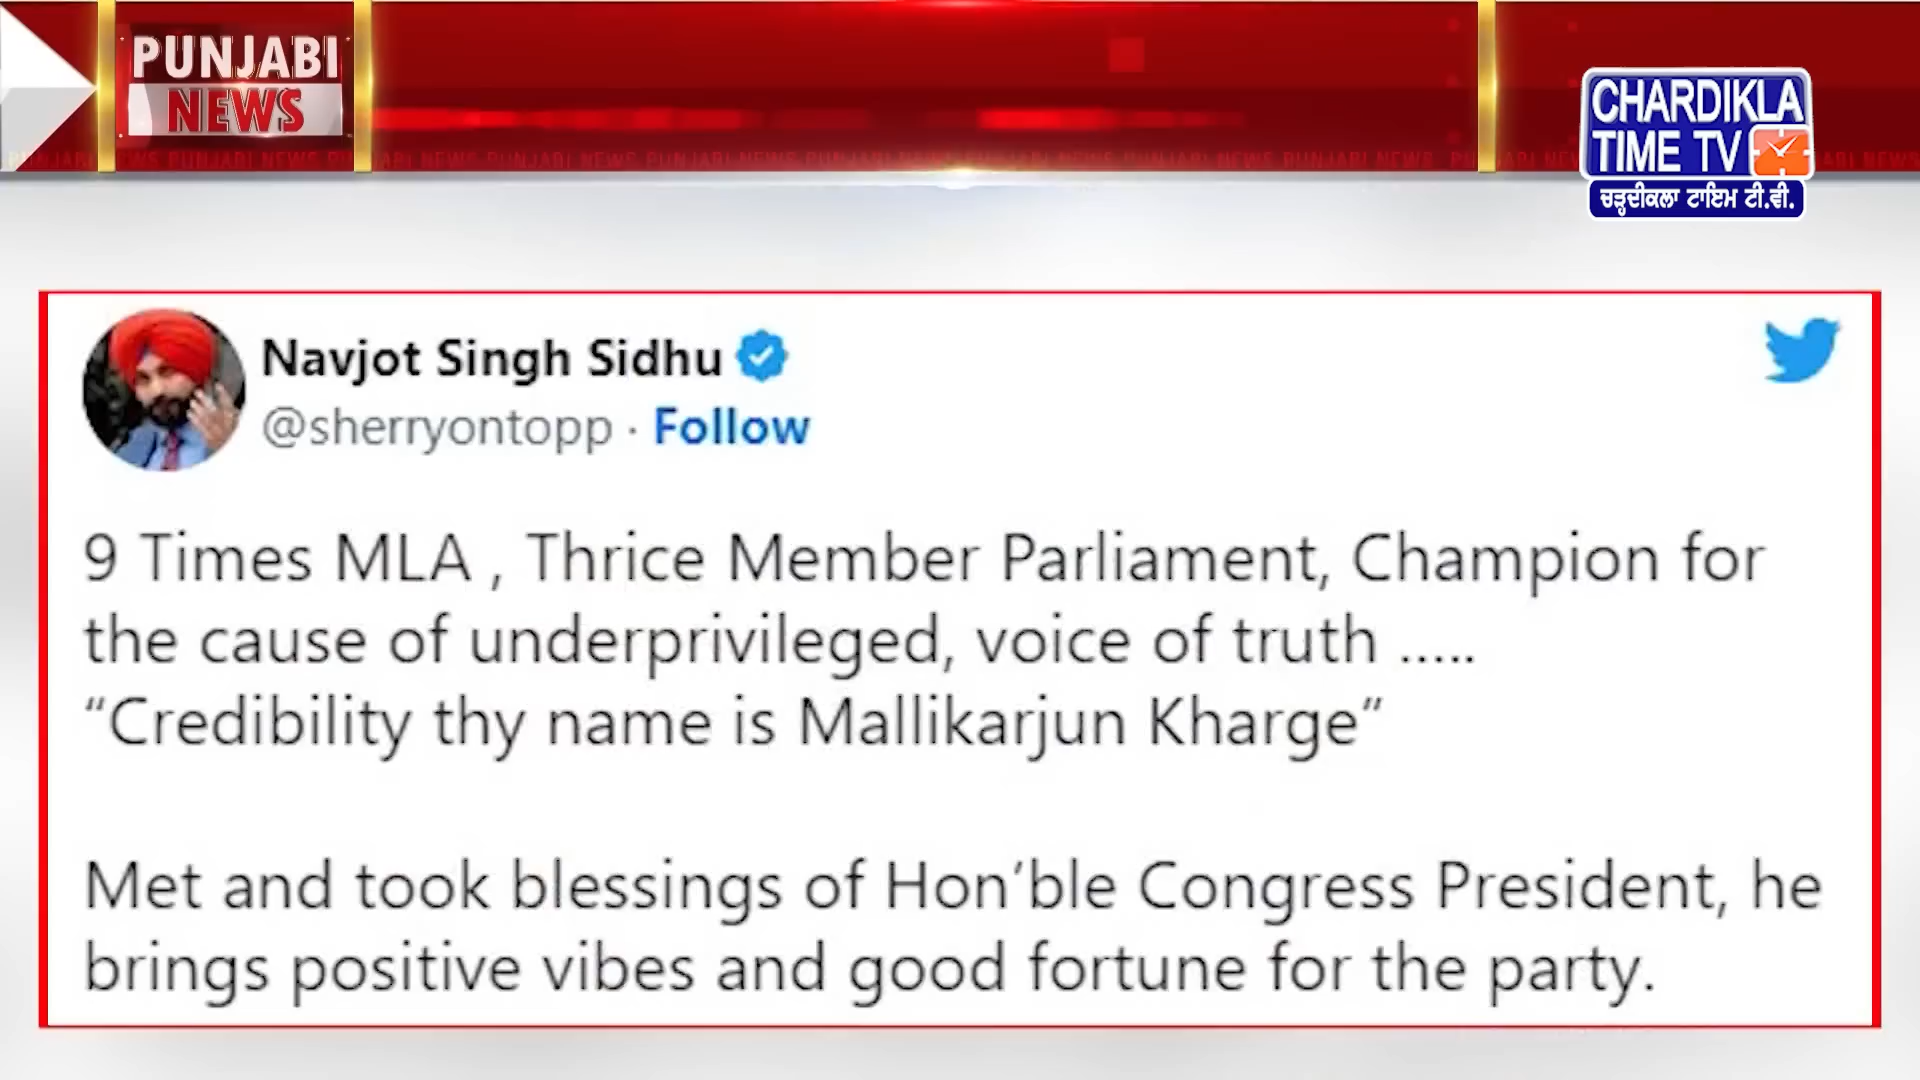 PUNJABI
NEWS
CHARDIKLA
TIME TV
ਚੜ੍ਹਦੀਕਲਾ ਟਾਇਮ ਟੀ.ਵੀ.
Navjot Singh Sidhu
@sherryontopp · Follow
9 Times MLA , Thrice Member Parliament, Champion for
the cause of underprivileged, voice of truth .....
“Credibility thy name is Mallikarjun Kharge”
Met and took blessings of Hon’ble Congress President, he
brings positive vibes and good fortune for the party.